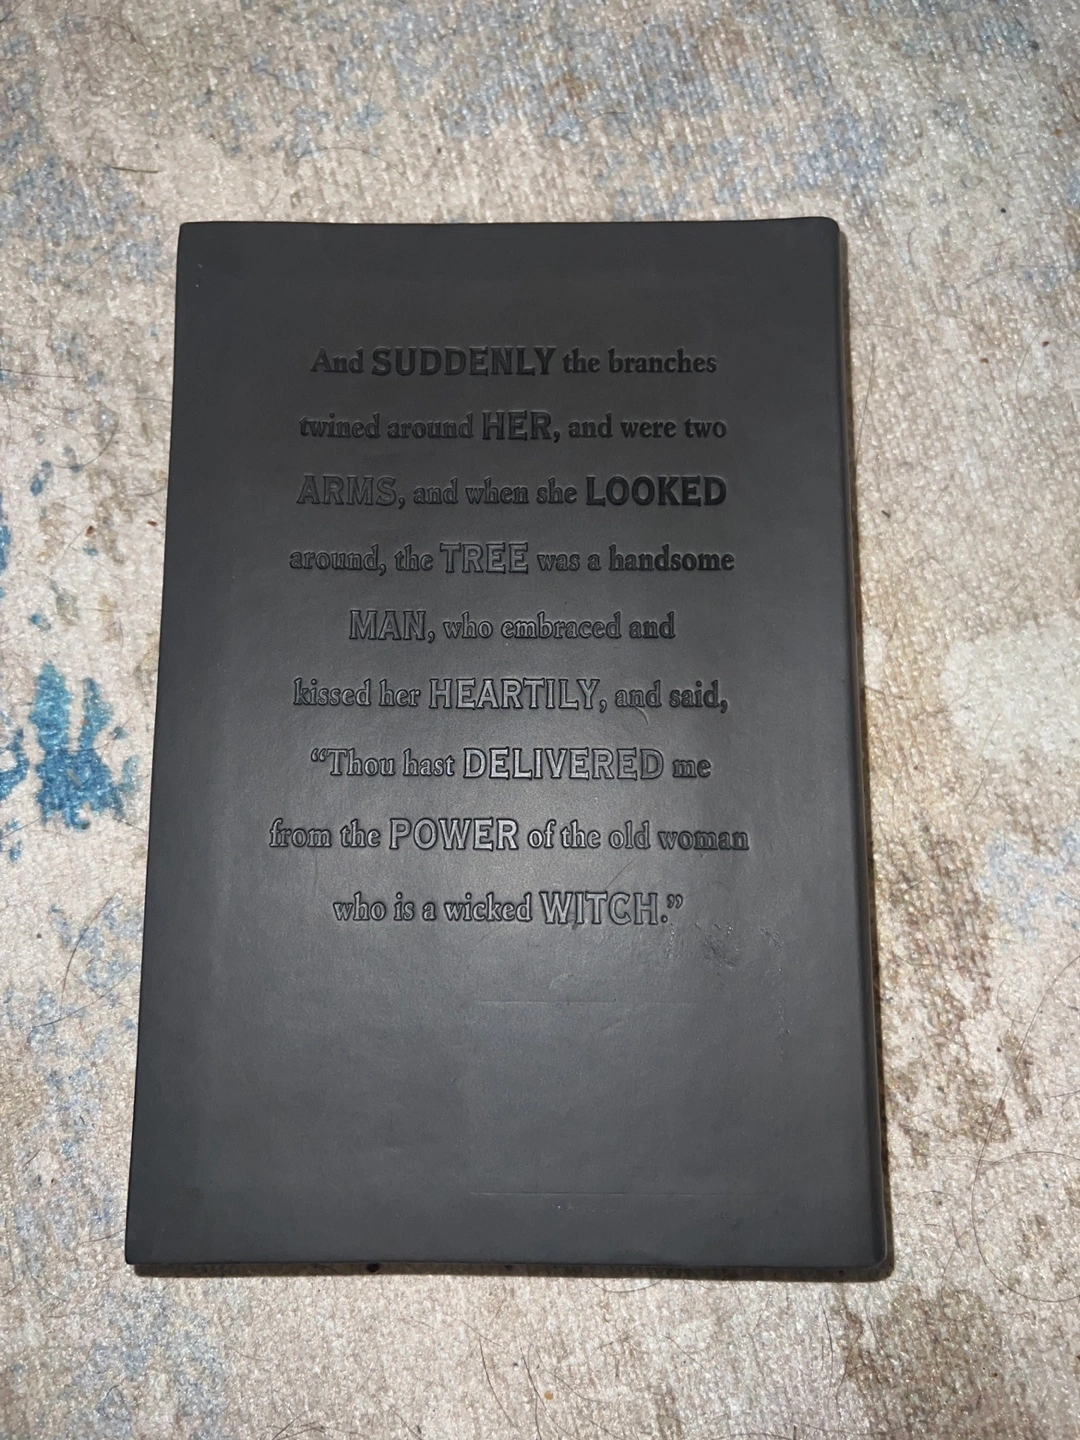 And SUDDENLY the branches
twined around HER, and were two
ARMS, and when she LOOKED
around, the TREE was a handsome
MAN, who embraced and
kissed her HEARTILY, and said,
“Thou hast DELIVERED me
from the POWER of the old woman
who is a wicked WITCH.”